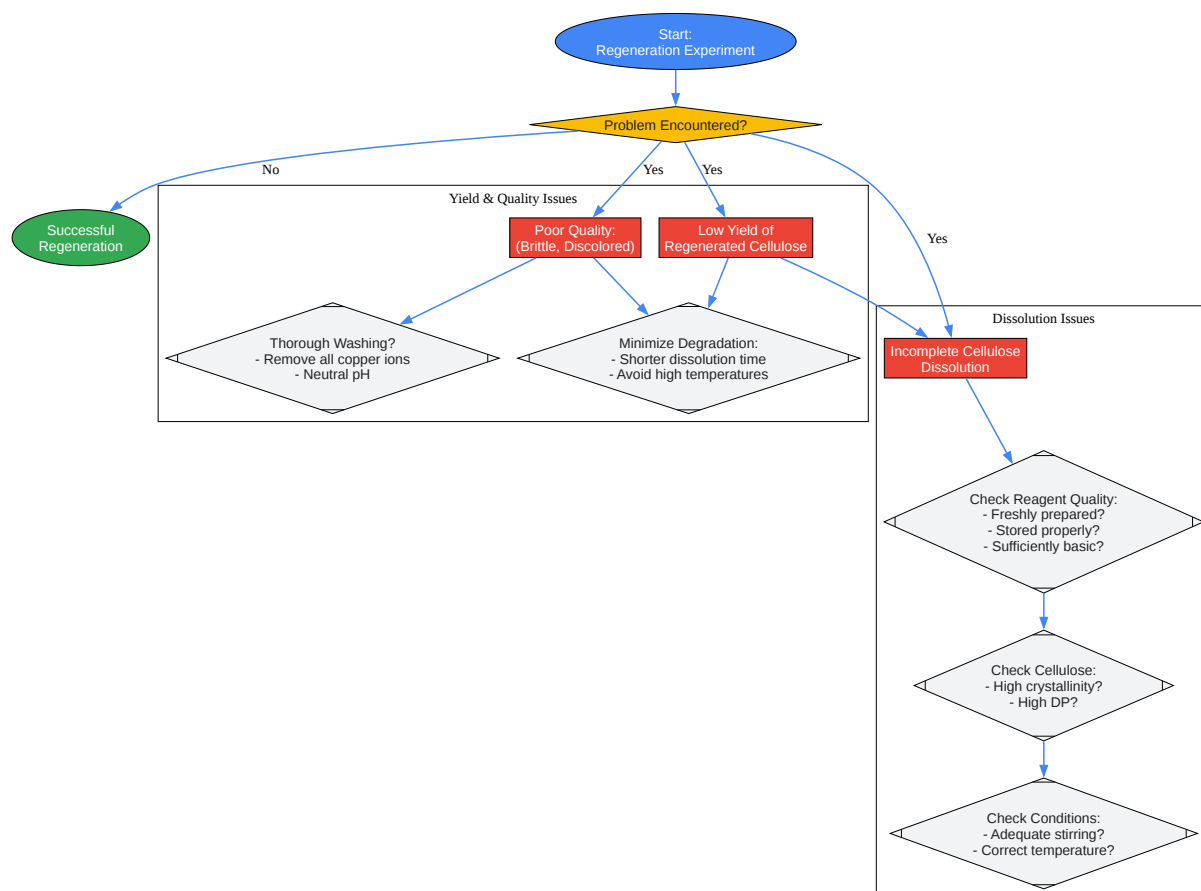 Start:
Regeneration Experiment
Problem Encountered?
No
Yes
Yes
Yes
Successful
Regeneration
Yield & Quality Issues
Poor Quality:
(Brittle, Discolored)
Low Yield of
Regenerated Cellulose
Thorough Washing?
- Remove all copper ions
- Neutral pH
Minimize Degradation:
- Shorter dissolution time
- Avoid high temperatures
Dissolution Issues
Incomplete Cellulose
Dissolution
Check Reagent Quality:
- Freshly prepared?
- Stored properly?
- Sufficiently basic?
Check Cellulose:
- High crystallinity?
- High DP?
Check Conditions:
- Adequate stirring?
- Correct temperature?